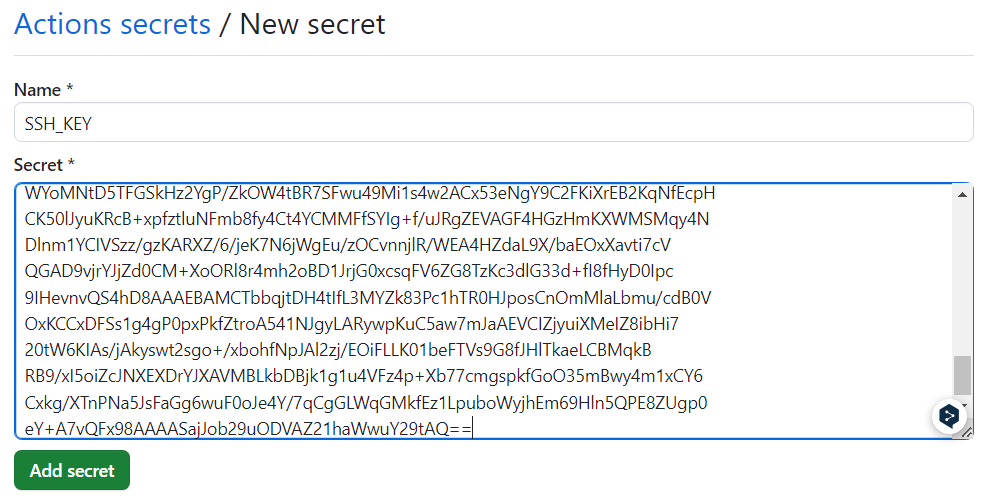 Actions secrets / New secret
Name *
SSH_KEY
Secret *
WYoMNtD5TFGSkHz2YgP/ZkOW4tBR7SFwu49Mi1s4w2ACx53eNgY9C2FKiXrEB2KqNfEcpH
CK50lJyuKRcB+xpfztluNFmb8fy4Ct4YCMMFfSYIg+f/uJRgZEVAGF4HGzHmKXWMSMqy4N
Dlnm1YCIVSzz/gzKARXZ/6/jeK7N6jWgEu/zOCvnnjlR/WEA4HZdaL9X/baEOxXavti7cV
QGAD9vjrYJjZd0CM+XoORl8r4mh2oBD1JrjG0xcsqFV6ZG8TzKc3dlG33d+fI8fHyD0Ipc
9IHevnvQS4hD8AAAEBAMCTbbqjtDH4tIfL3MYZk83Pc1hTR0HJposCnOmMlaLbmu/cdB0V
OxKCCxDFSs1g4gP0pxPkfZtroA541NJgyLARywpKuC5aw7mJaAEVCIZjyuiXMeIZ8ibHi7
20tW6KIAs/jAkyswt2sgo+/xbohfNpJAl2zj/EOiFLLK01beFTVs9G8fJHlTkaeLCBMqkB
RB9/xI5oiZcJNXEXDrYJXAVMBLkbDBjk1g1u4VFz4p+Xb77cmgspkfGoO35mBwy4m1xCY6
Cxkg/XTnPNa5JsFaGg6wuF0oJe4Y/7qCgGLWqGMkfEz1LpuboWyjhEm69Hln5QPE8ZUgp0
eY+A7vQFx98AAAASajJob29uODVAZ21haWwuY29tAQ==
Add secret